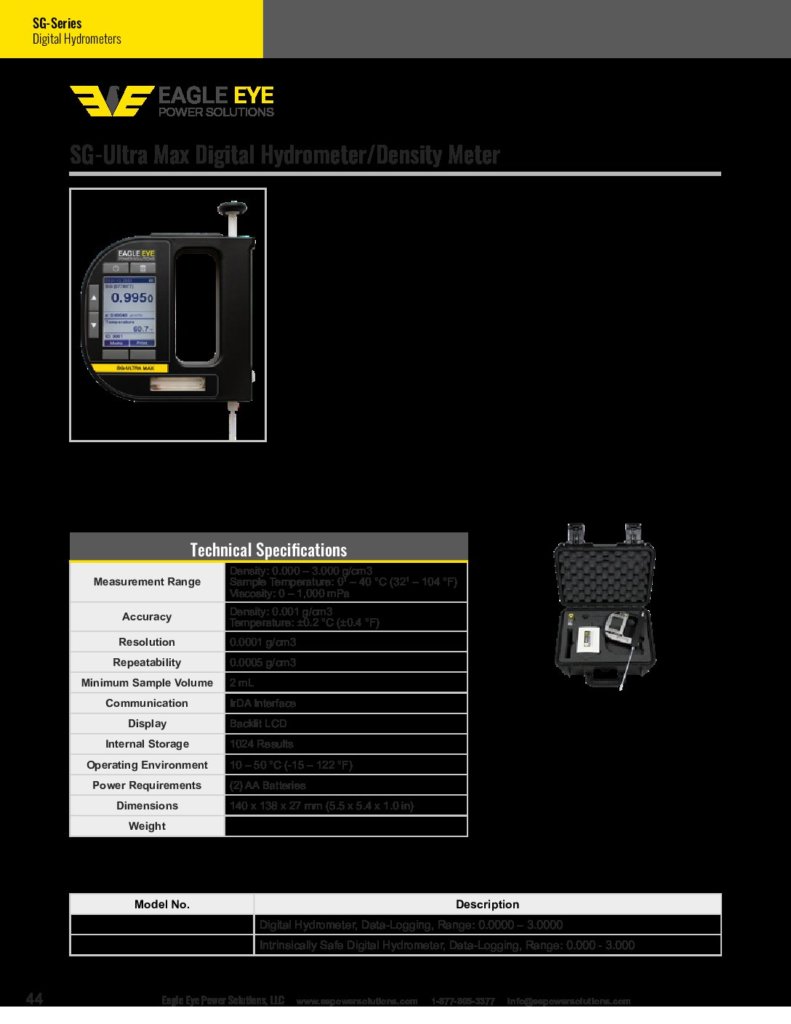 SG-Series
Digital Hydrometers
EAGLE EYE
POWER SOLUTIONS
SG-Ultra Max Digital Hydrometer/Density Meter
EAGLE EYE
POWER SOLUTIONS
0.9950
Temperature
60.7
Menu Print
SG-ULTRA MAX
Technical Specifications
Measurement Range
Density: 0.000 – 3.000 g/cm3
Sample Temperature: 0¹ – 40 °C (32¹ – 104 °F)
Viscosity: 0 – 1,000 mPa
Accuracy
Density: 0.001 g/cm3
Temperature: ±0.2 °C (±0.4 °F)
Resolution 0.0001 g/cm3
Repeatability 0.0005 g/cm3
Minimum Sample Volume 2 mL
Communication IrDA Interface
Display Backlit LCD
Internal Storage 1024 Results
Operating Environment 10 – 50 °C (-15 – 122 °F)
Power Requirements (2) AA Batteries
Dimensions 140 x 138 x 27 mm (5.5 x 5.4 x 1.0 in)
Weight
Model No. Description
Digital Hydrometer, Data-Logging, Range: 0.0000 – 3.0000
Intrinsically Safe Digital Hydrometer, Data-Logging, Range: 0.000 - 3.000
44 Eagle Eye Power Solutions, LLC www.eepowersolutions.com 1-877-805-3377 info@eepowersolutions.com